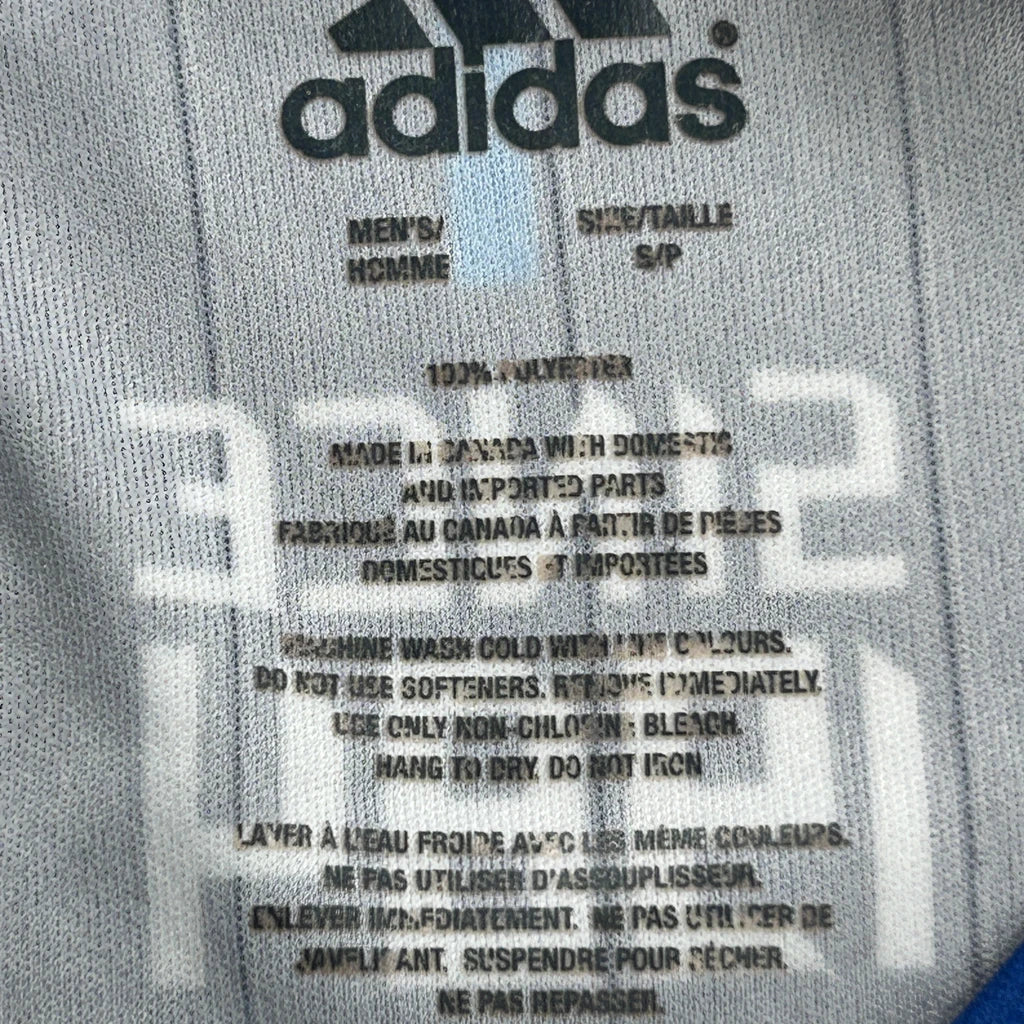 adidas®
MEN'S/
HOMME
SIZE/TAILLE
S/P
100% POLYESTER
MADE IN CANADA WITH DOMESTIC
AND IMPORTED PARTS
FABRIQUÉ AU CANADA À PARTIR DE PIÈCES
DOMESTIQUES ET IMPORTÉES
MACHINE WASH COLD WITH LIKE COLOURS.
DO NOT USE SOFTENERS. REMOVE IMMEDIATELY.
USE ONLY NON-CHLORINE BLEACH.
HANG TO DRY. DO NOT IRON
LAVER À L'EAU FROIDE AVEC LES MÊME COULEURS.
NE PAS UTILISER D'ASSOUPLISSEUR.
ENLEVER IMMÉDIATEMENT. NE PAS UTILISER DE
JAVELISANT. SUSPENDRE POUR SÉCHER.
NE PAS REPASSER.